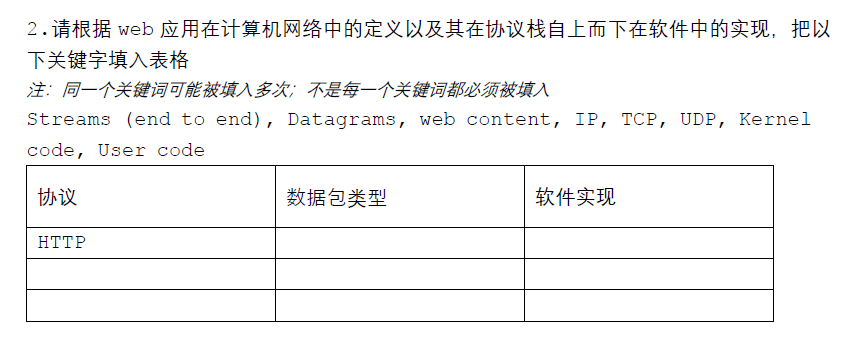 2.请根据 web 应用在计算机网络中的定义以及其在协议栈自上而下在软件中的实现，把以
下关键字填入表格
注：同一个关键词可能被填入多次；不是每一个关键词都必须被填入
Streams (end to end), Datagrams, web content, IP, TCP, UDP, Kernel
code, User code
协议 数据包类型 软件实现
HTTP